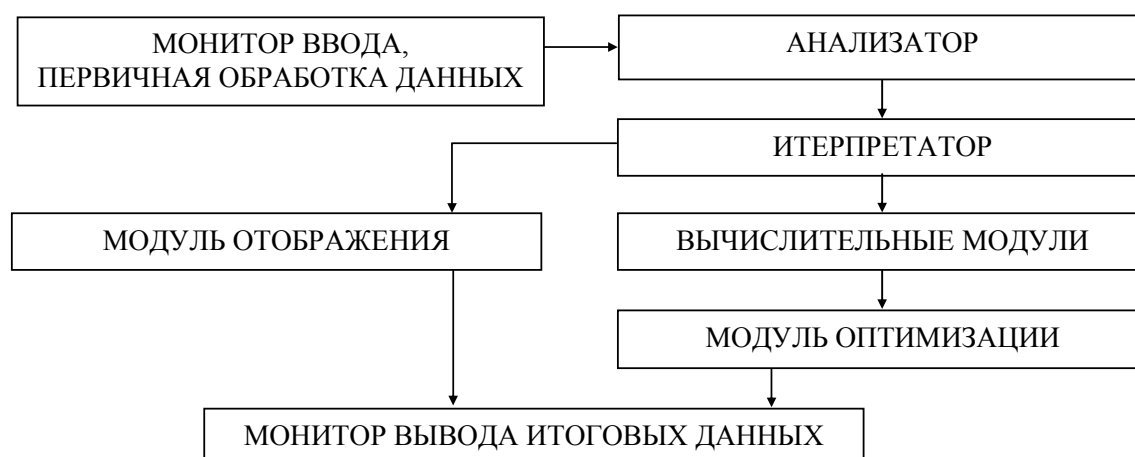 МОНИТОР ВВОДА,
ПЕРВИЧНАЯ ОБРАБОТКА ДАННЫХ
АНАЛИЗАТОР
ИТЕРПРЕТАТОР
МОДУЛЬ ОТОБРАЖЕНИЯ
ВЫЧИСЛИТЕЛЬНЫЕ МОДУЛИ
МОДУЛЬ ОПТИМИЗАЦИИ
МОНИТОР ВЫВОДА ИТОГОВЫХ ДАННЫХ